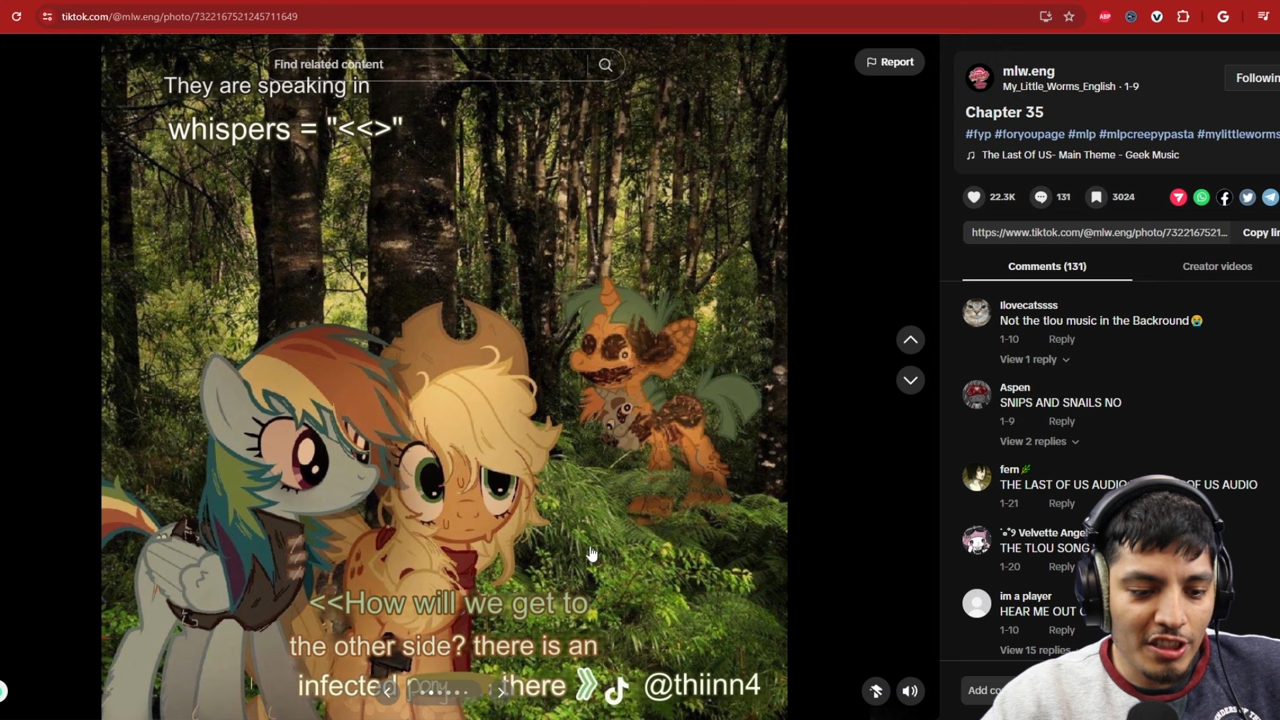 tiktok.com/@mlw.eng/photo/7322167521245711649
Find related content
They are speaking in
whispers = "<<>"
<<How will we get to
the other side? there is an
infected pony there
@thiinn4
Report
mlw.eng
My_Little_Worms_English · 1-9
Followin
Chapter 35
#fyp #foryoupage #mlp #mlpcreepypasta #mylittleworms
The Last Of US- Main Theme - Geek Music
22.3K
131
3024
https://www.tiktok.com/@mlw.eng/photo/7322167521...
Copy lin
Comments (131)
Creator videos
Ilovecatssss
Not the tlou music in the Backround😭
1-10 Reply
View 1 reply
Aspen
SNIPS AND SNAILS NO
1-9 Reply
View 2 replies
fern🌿
THE LAST OF US AUDIO OF US AUDIO
1-21 Reply
Velvette Ange
THE TLOU SONG
1-20 Reply
im a player
HEAR ME OUT
1-10 Reply
View 15 replies
Add co
ABP